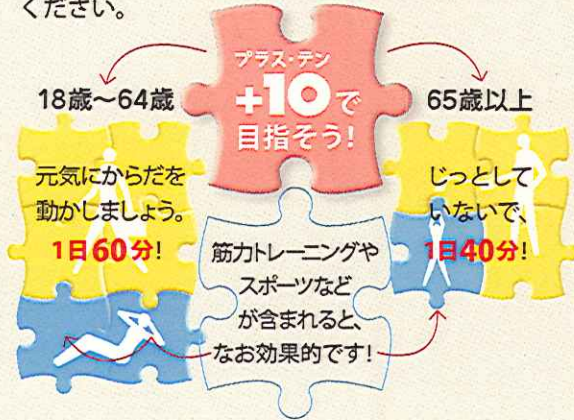 ください。
プラス・テン
+10で
目指そう!
18歳〜64歳
元気にからだを
動かしましょう。
1日60分!
65歳以上
じっとして
いないで、
1日40分!
筋力トレーニングや
スポーツなど
が含まれると、
なお効果的です!